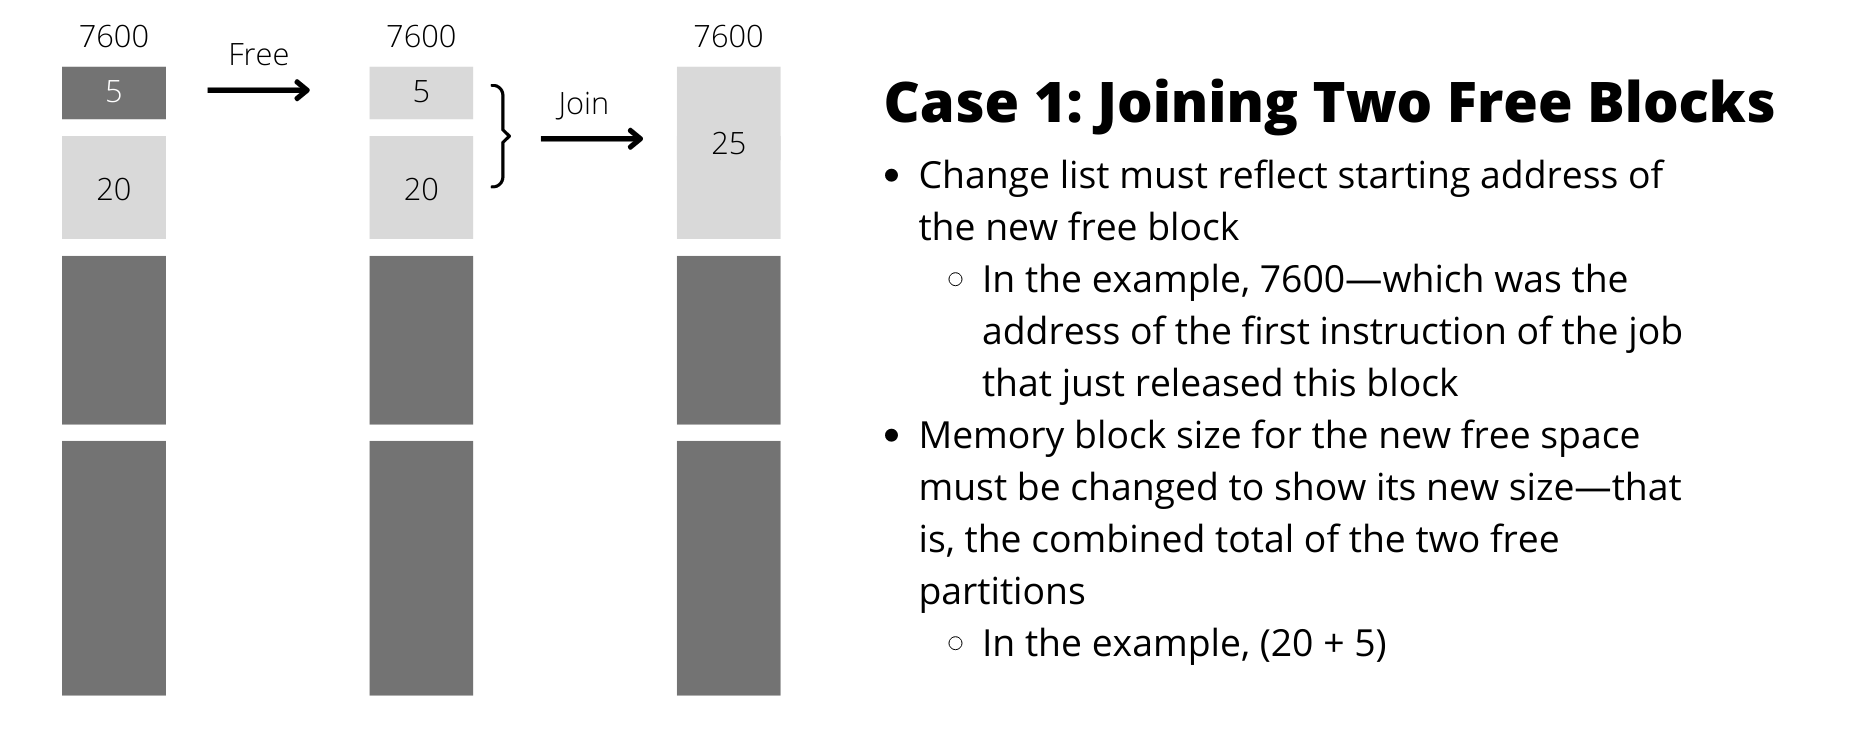 7600
5
20
Free
7600
5
20
Join
7600
25
Case 1: Joining Two Free Blocks
• Change list must reflect starting address of
the new free block
○ In the example, 7600—which was the
address of the first instruction of the job
that just released this block
• Memory block size for the new free space
must be changed to show its new size—that
is, the combined total of the two free
partitions
○ In the example, (20 + 5)